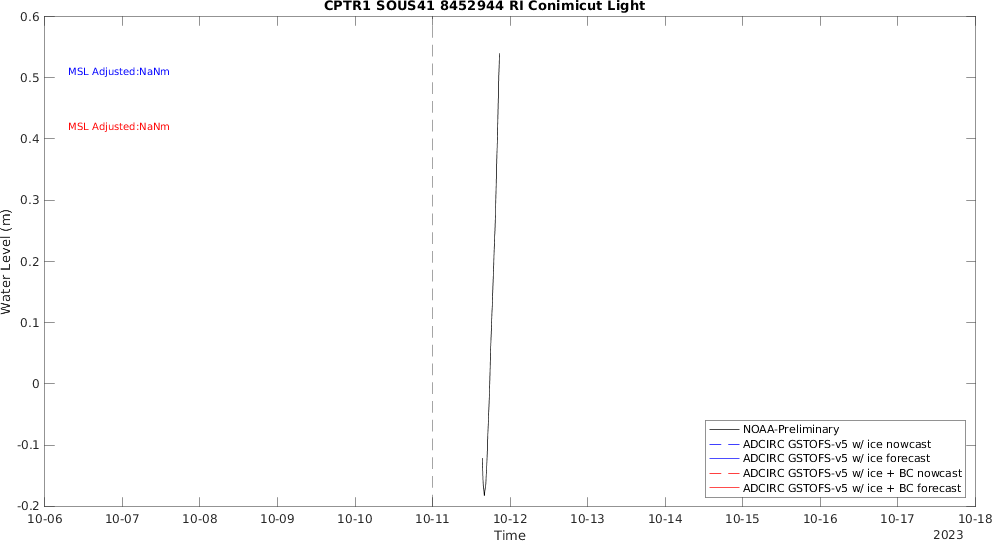 CPTR1 SOUS41 8452944 RI Conimicut Light
0.6
0.5
0.4
0.3
0.2
0.1
0
-0.1
-0.2
Water Level (m)
MSL Adjusted:NaNm
MSL Adjusted:NaNm
NOAA-Preliminary
ADCIRC GSTOFS-v5 w/ ice nowcast
ADCIRC GSTOFS-v5 w/ ice forecast
ADCIRC GSTOFS-v5 w/ ice + BC nowcast
ADCIRC GSTOFS-v5 w/ ice + BC forecast
10-06 10-07 10-08 10-09 10-10 10-11 10-12 10-13 10-14 10-15 10-16 10-17 10-18
Time
2023